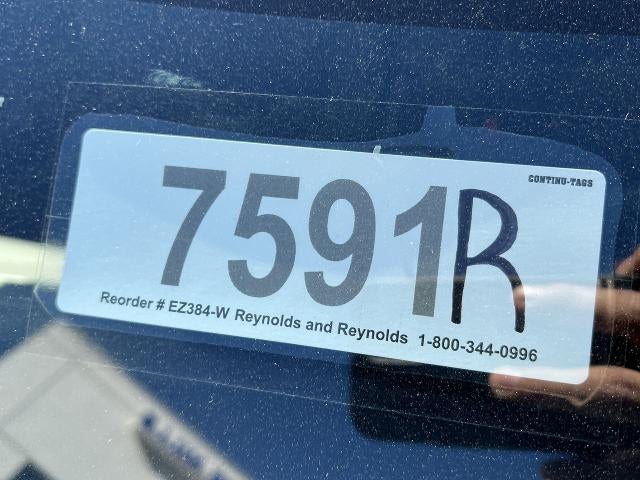 CONTINU-TAGS
7591R
Reorder # EZ384-W Reynolds and Reynolds 1-800-344-0996